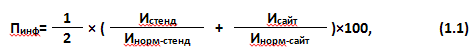 Пинф= 1/2 × ( Истенд/Инорм-стенд + Исайт/Инорм-сайт )×100, (1.1)